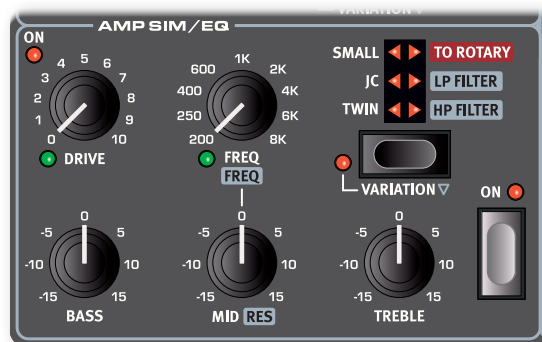 VARIATION ▽
AMP SIM/EQ
ON
0 1 2 3 4 5 6 7 8 9 10
DRIVE
200 250 400 600 1K 2K 4K 6K 8K
FREQ
FREQ
SMALL TO ROTARY
JC LP FILTER
TWIN HP FILTER
VARIATION ▽
ON
-15 -10 -5 0 5 10 15
BASS
-15 -10 -5 0 5 10 15
MID RES
-15 -10 -5 0 5 10 15
TREBLE